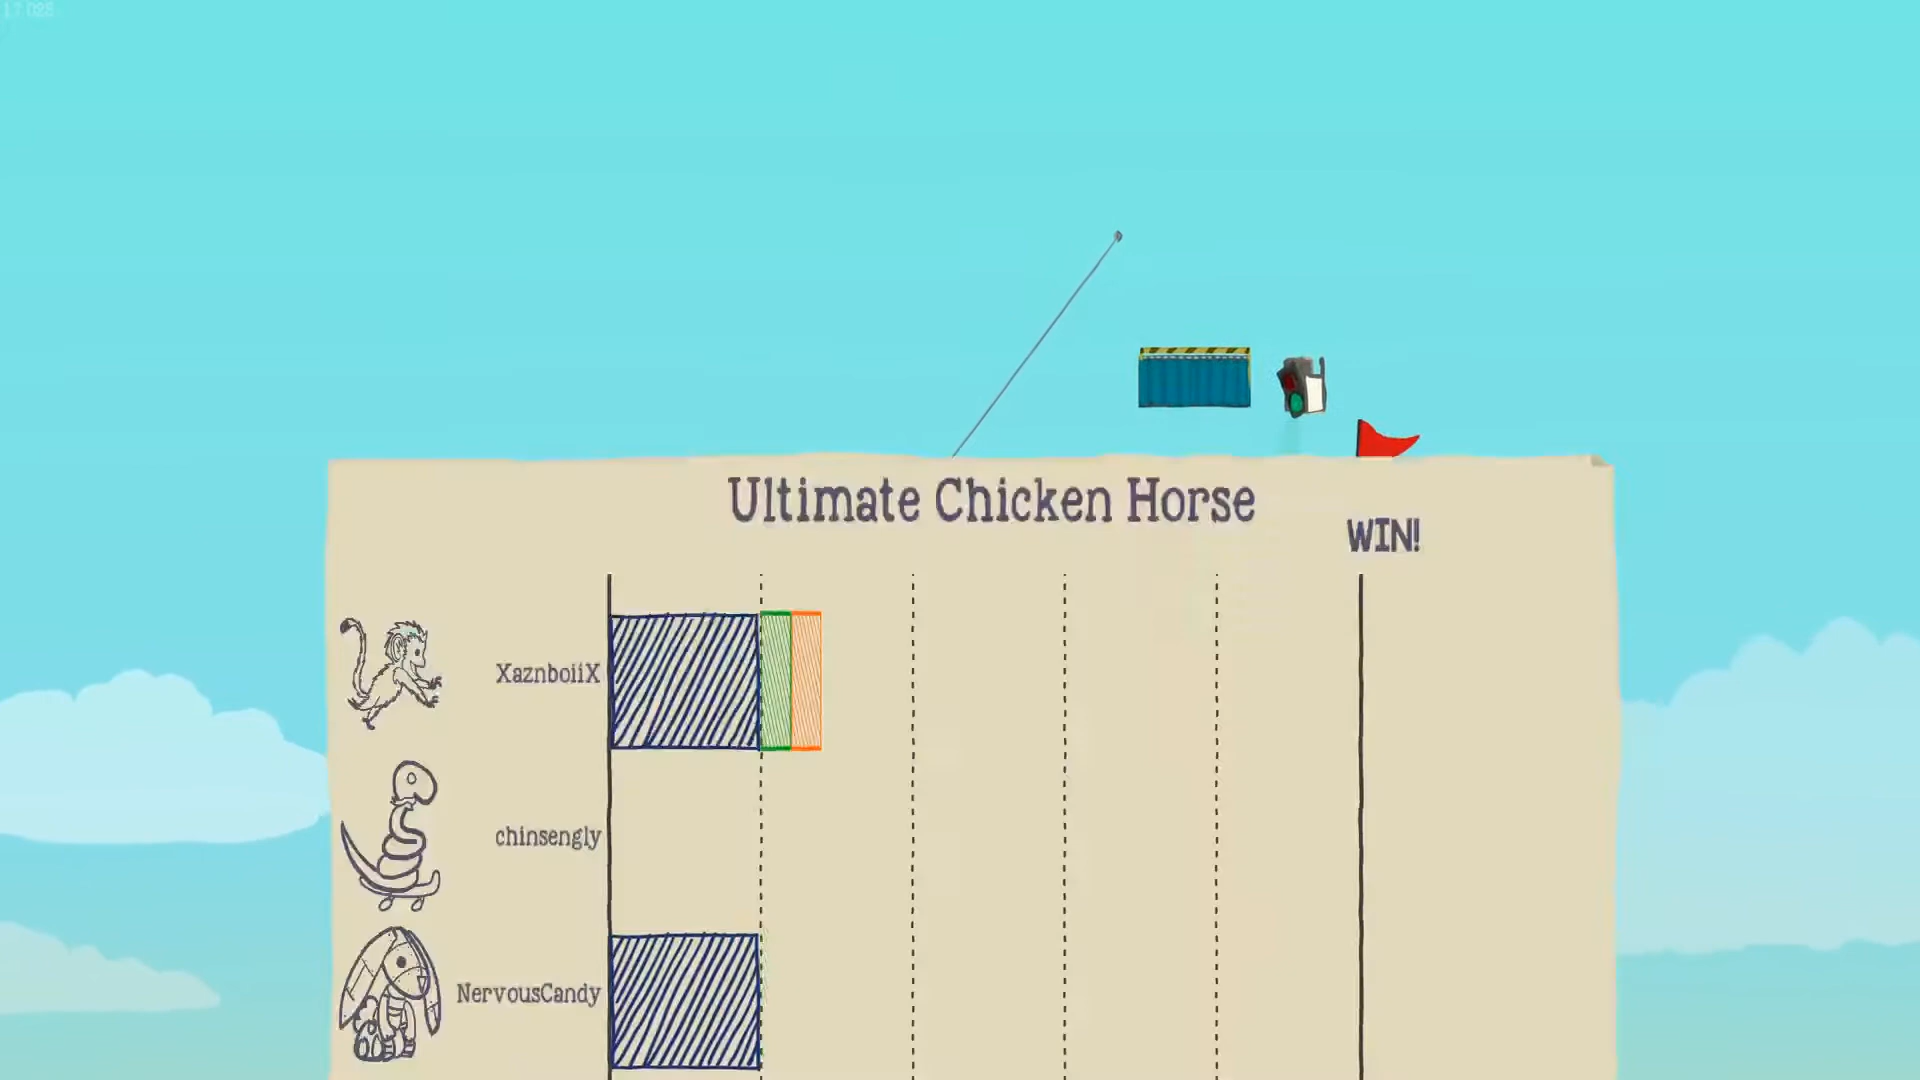 Ultimate Chicken Horse
WIN!
XaznboiiX
chinsengly
NervousCandy